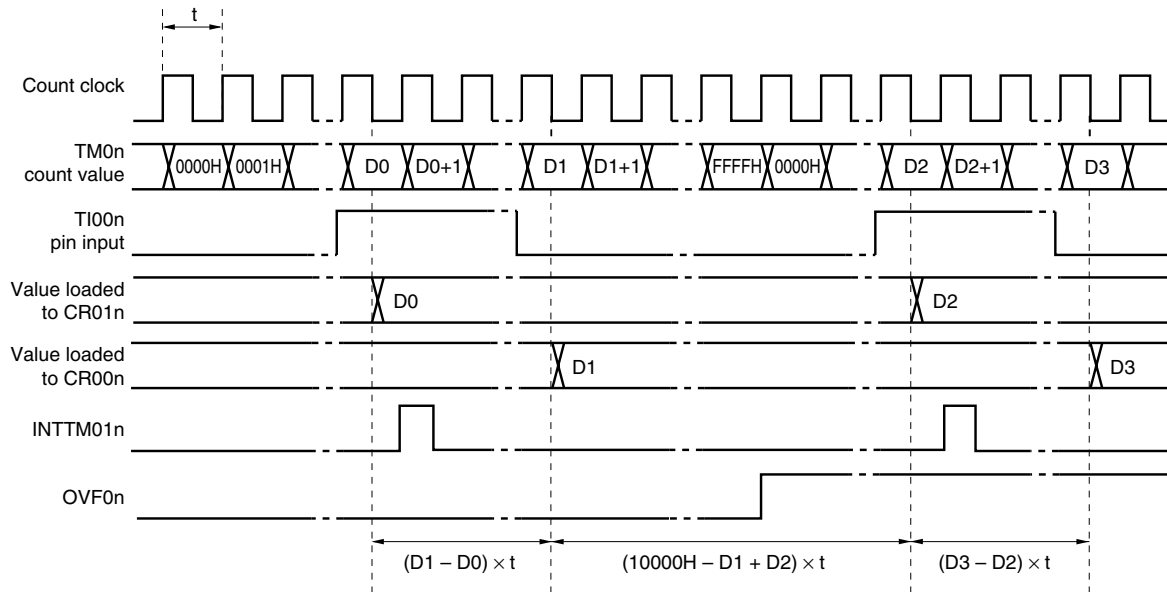 t
Count clock
TM0n
count value
0000H 0001H D0 D0+1 D1 D1+1 FFFFH 0000H D2 D2+1 D3
TI00n
pin input
Value loaded
to CR01n
D0 D2
Value loaded
to CR00n
D1 D3
INTTM01n
OVF0n
(D1 – D0) × t (10000H – D1 + D2) × t (D3 – D2) × t